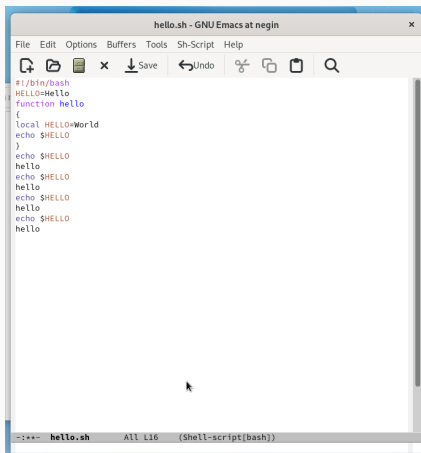 hello.sh - GNU Emacs at negin
File Edit Options Buffers Tools Sh-Script Help
Save Undo
#!/bin/bash
HELLO=Hello
function hello
{
local HELLO=World
echo $HELLO
}
echo $HELLO
hello
echo $HELLO
hello
echo $HELLO
hello
echo $HELLO
hello
-:**- hello.sh All L16 (Shell-script[bash])